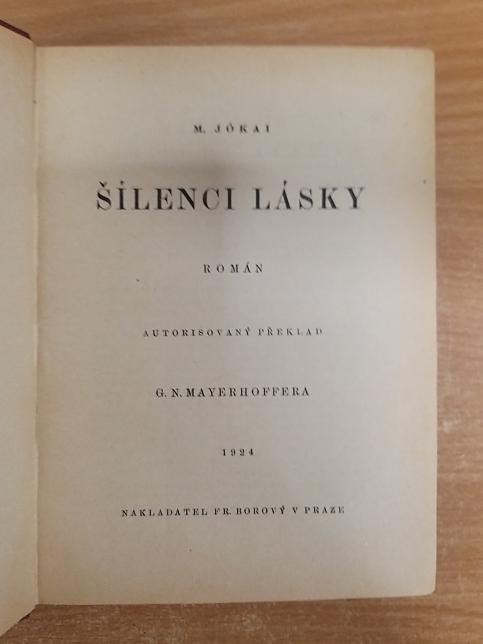 M. JÓKAI
ŠÍLENCI LÁSKY
ROMÁN
AUTORISOVANÝ PŘEKLAD
G. N. MAYERHOFFERA
1924
NAKLADATEL FR. BOROVÝ V PRAZE